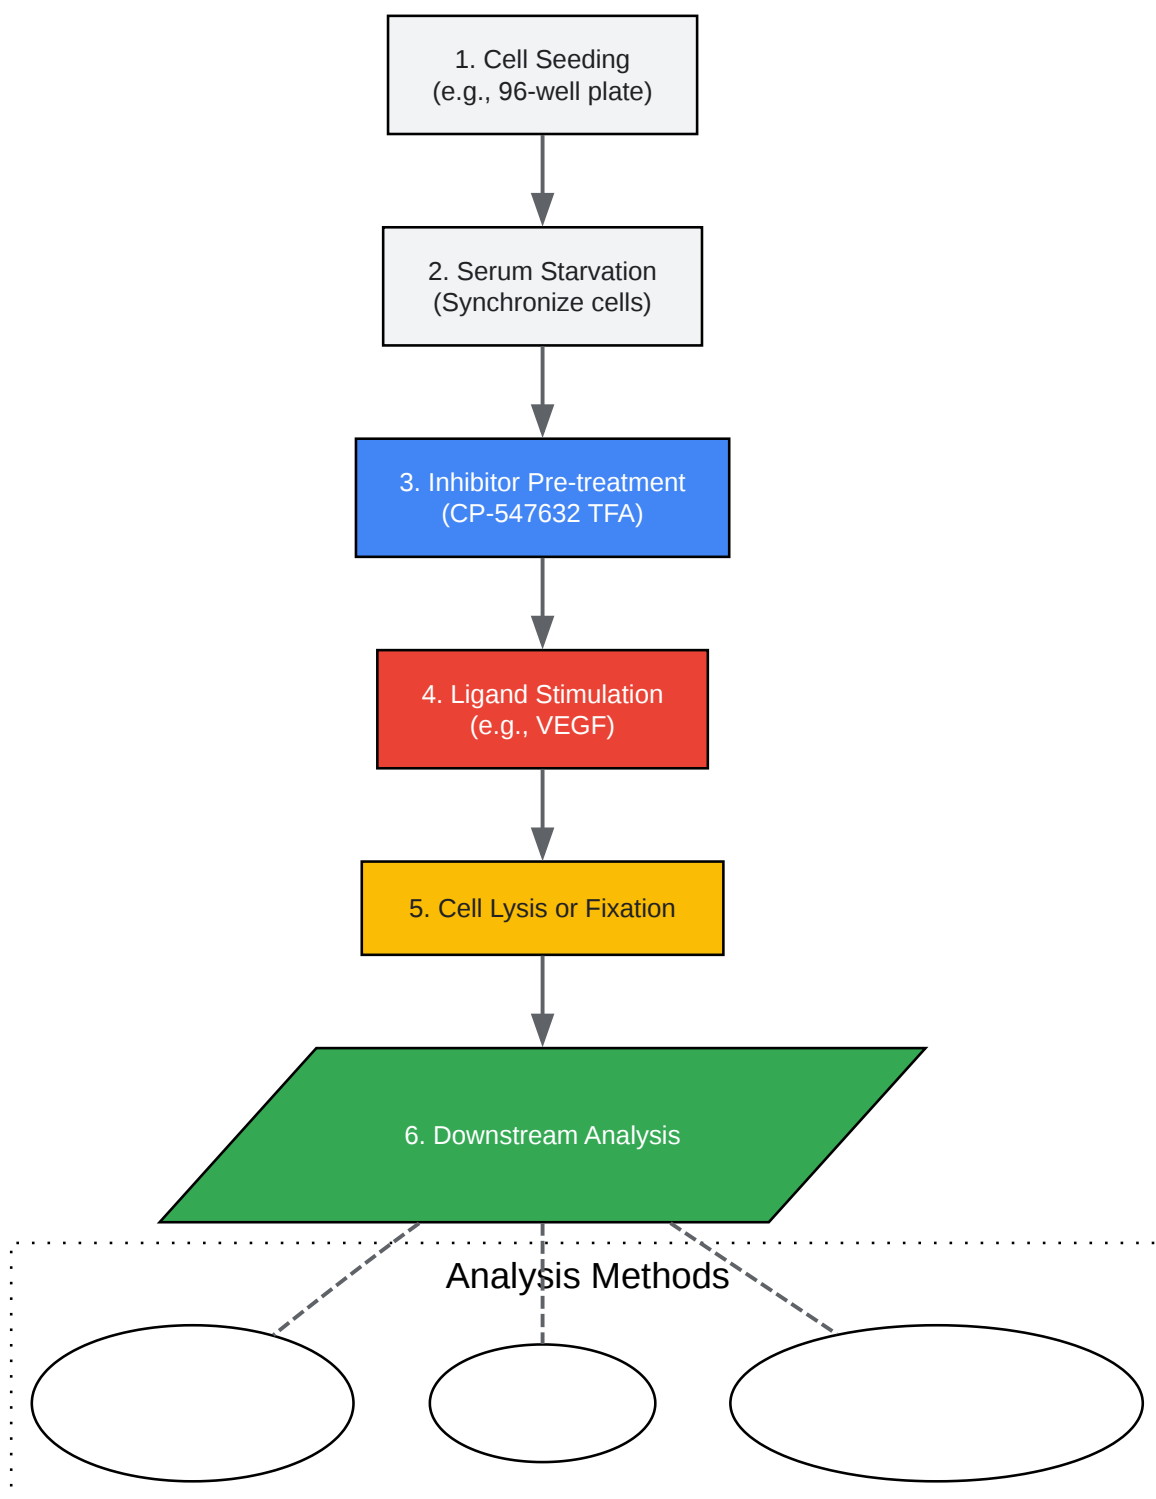 1. Cell Seeding
(e.g., 96-well plate)
2. Serum Starvation
(Synchronize cells)
3. Inhibitor Pre-treatment
(CP-547632 TFA)
4. Ligand Stimulation
(e.g., VEGF)
5. Cell Lysis or Fixation
6. Downstream Analysis
Analysis Methods